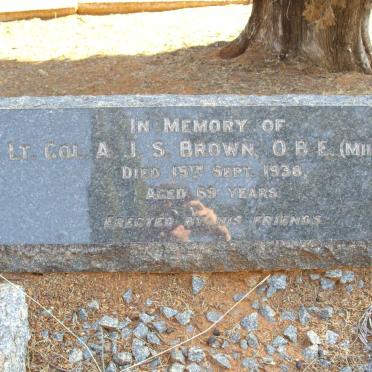 In Memory of
Lt. Col. A. J. S. Brown, O.B.E. (Mil
Died 15th Sept. 1938,
Aged 69 years
Erected by his friends